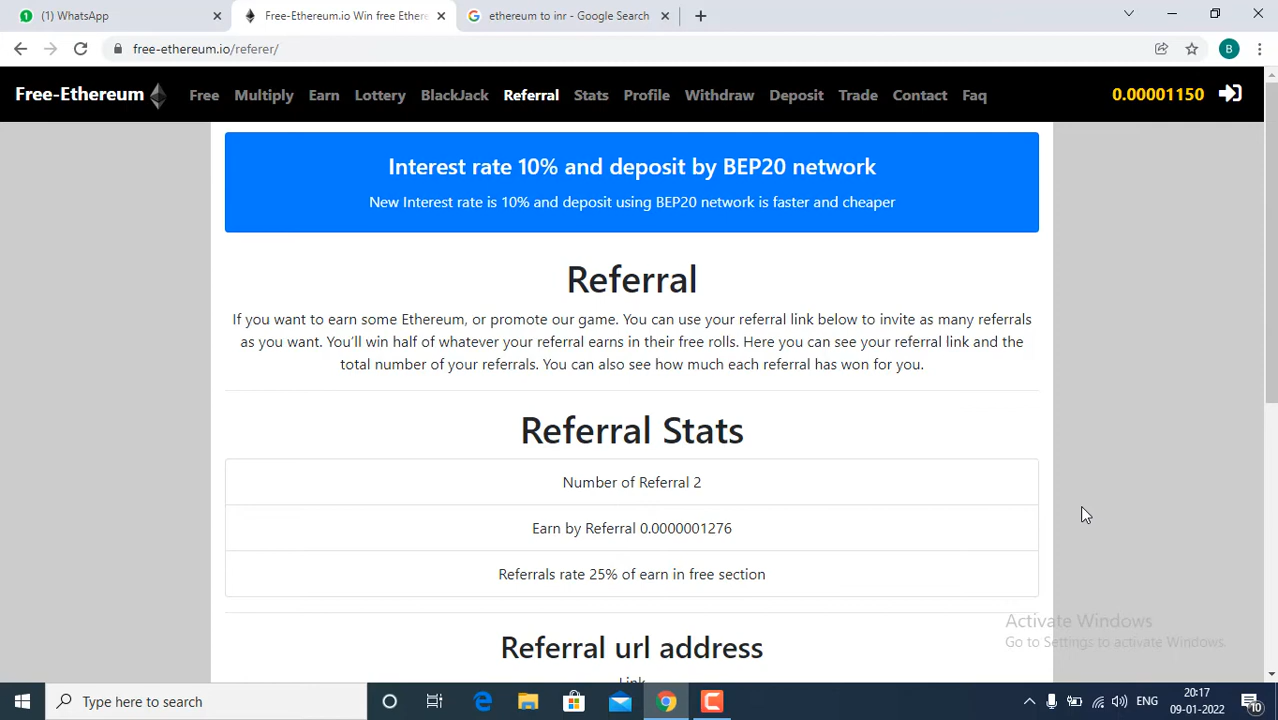 (1) WhatsApp
Free-Ethereum.io Win free Ethere
ethereum to inr - Google Search
free-ethereum.io/referer/
B
Free-Ethereum Free Multiply Earn Lottery BlackJack Referral Stats Profile Withdraw Deposit Trade Contact Faq 0.00001150
Interest rate 10% and deposit by BEP20 network
New Interest rate is 10% and deposit using BEP20 network is faster and cheaper
Referral
If you want to earn some Ethereum, or promote our game. You can use your referral link below to invite as many referrals
as you want. You'll win half of whatever your referral earns in their free rolls. Here you can see your referral link and the
total number of your referrals. You can also see how much each referral has won for you.
Referral Stats
Number of Referral 2
Earn by Referral 0.0000001276
Referrals rate 25% of earn in free section
Referral url address
Link
Activate Windows
Go to Settings to activate Windows.
Type here to search
ENG
20:17
09-01-2022
10